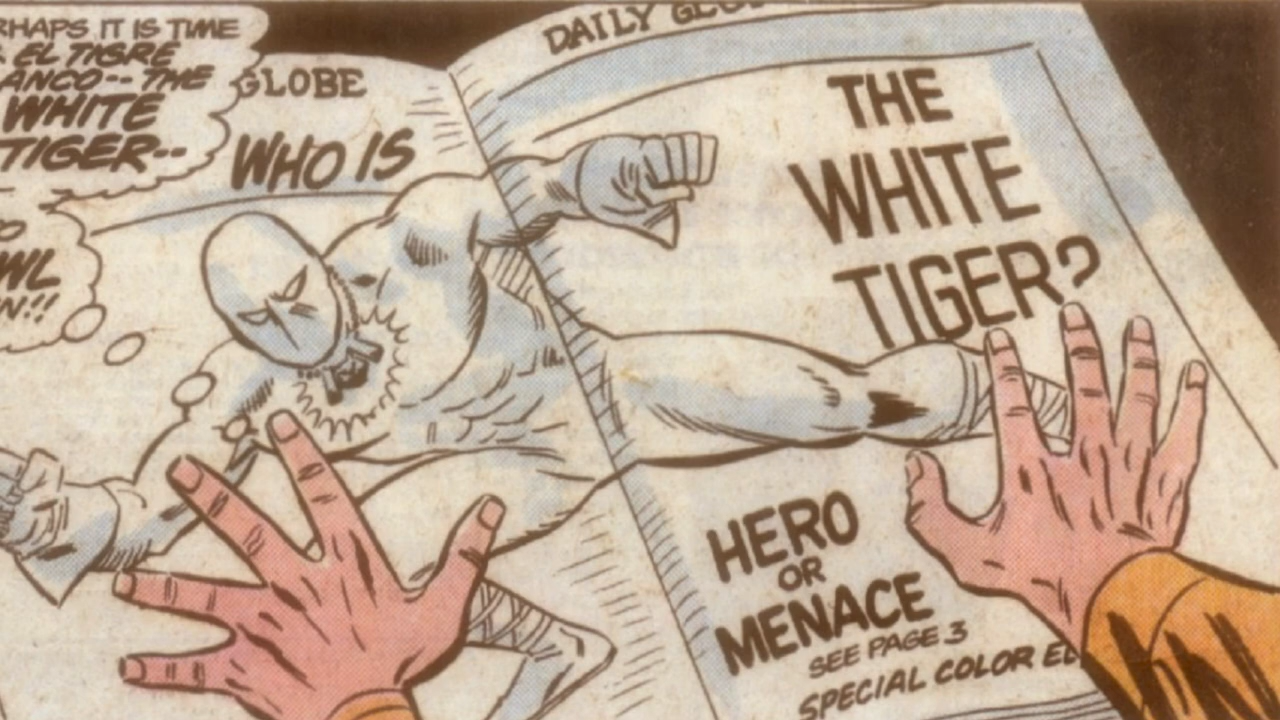 RHAPS IT IS TIME
EL TIGRE
ANCO-- THE
WHITE
TIGER--
WL
N!!
GLOBE
WHO IS
DAILY GLO
THE
WHITE
TIGER?
HERO
OR
MENACE
SEE PAGE 3
SPECIAL COLOR